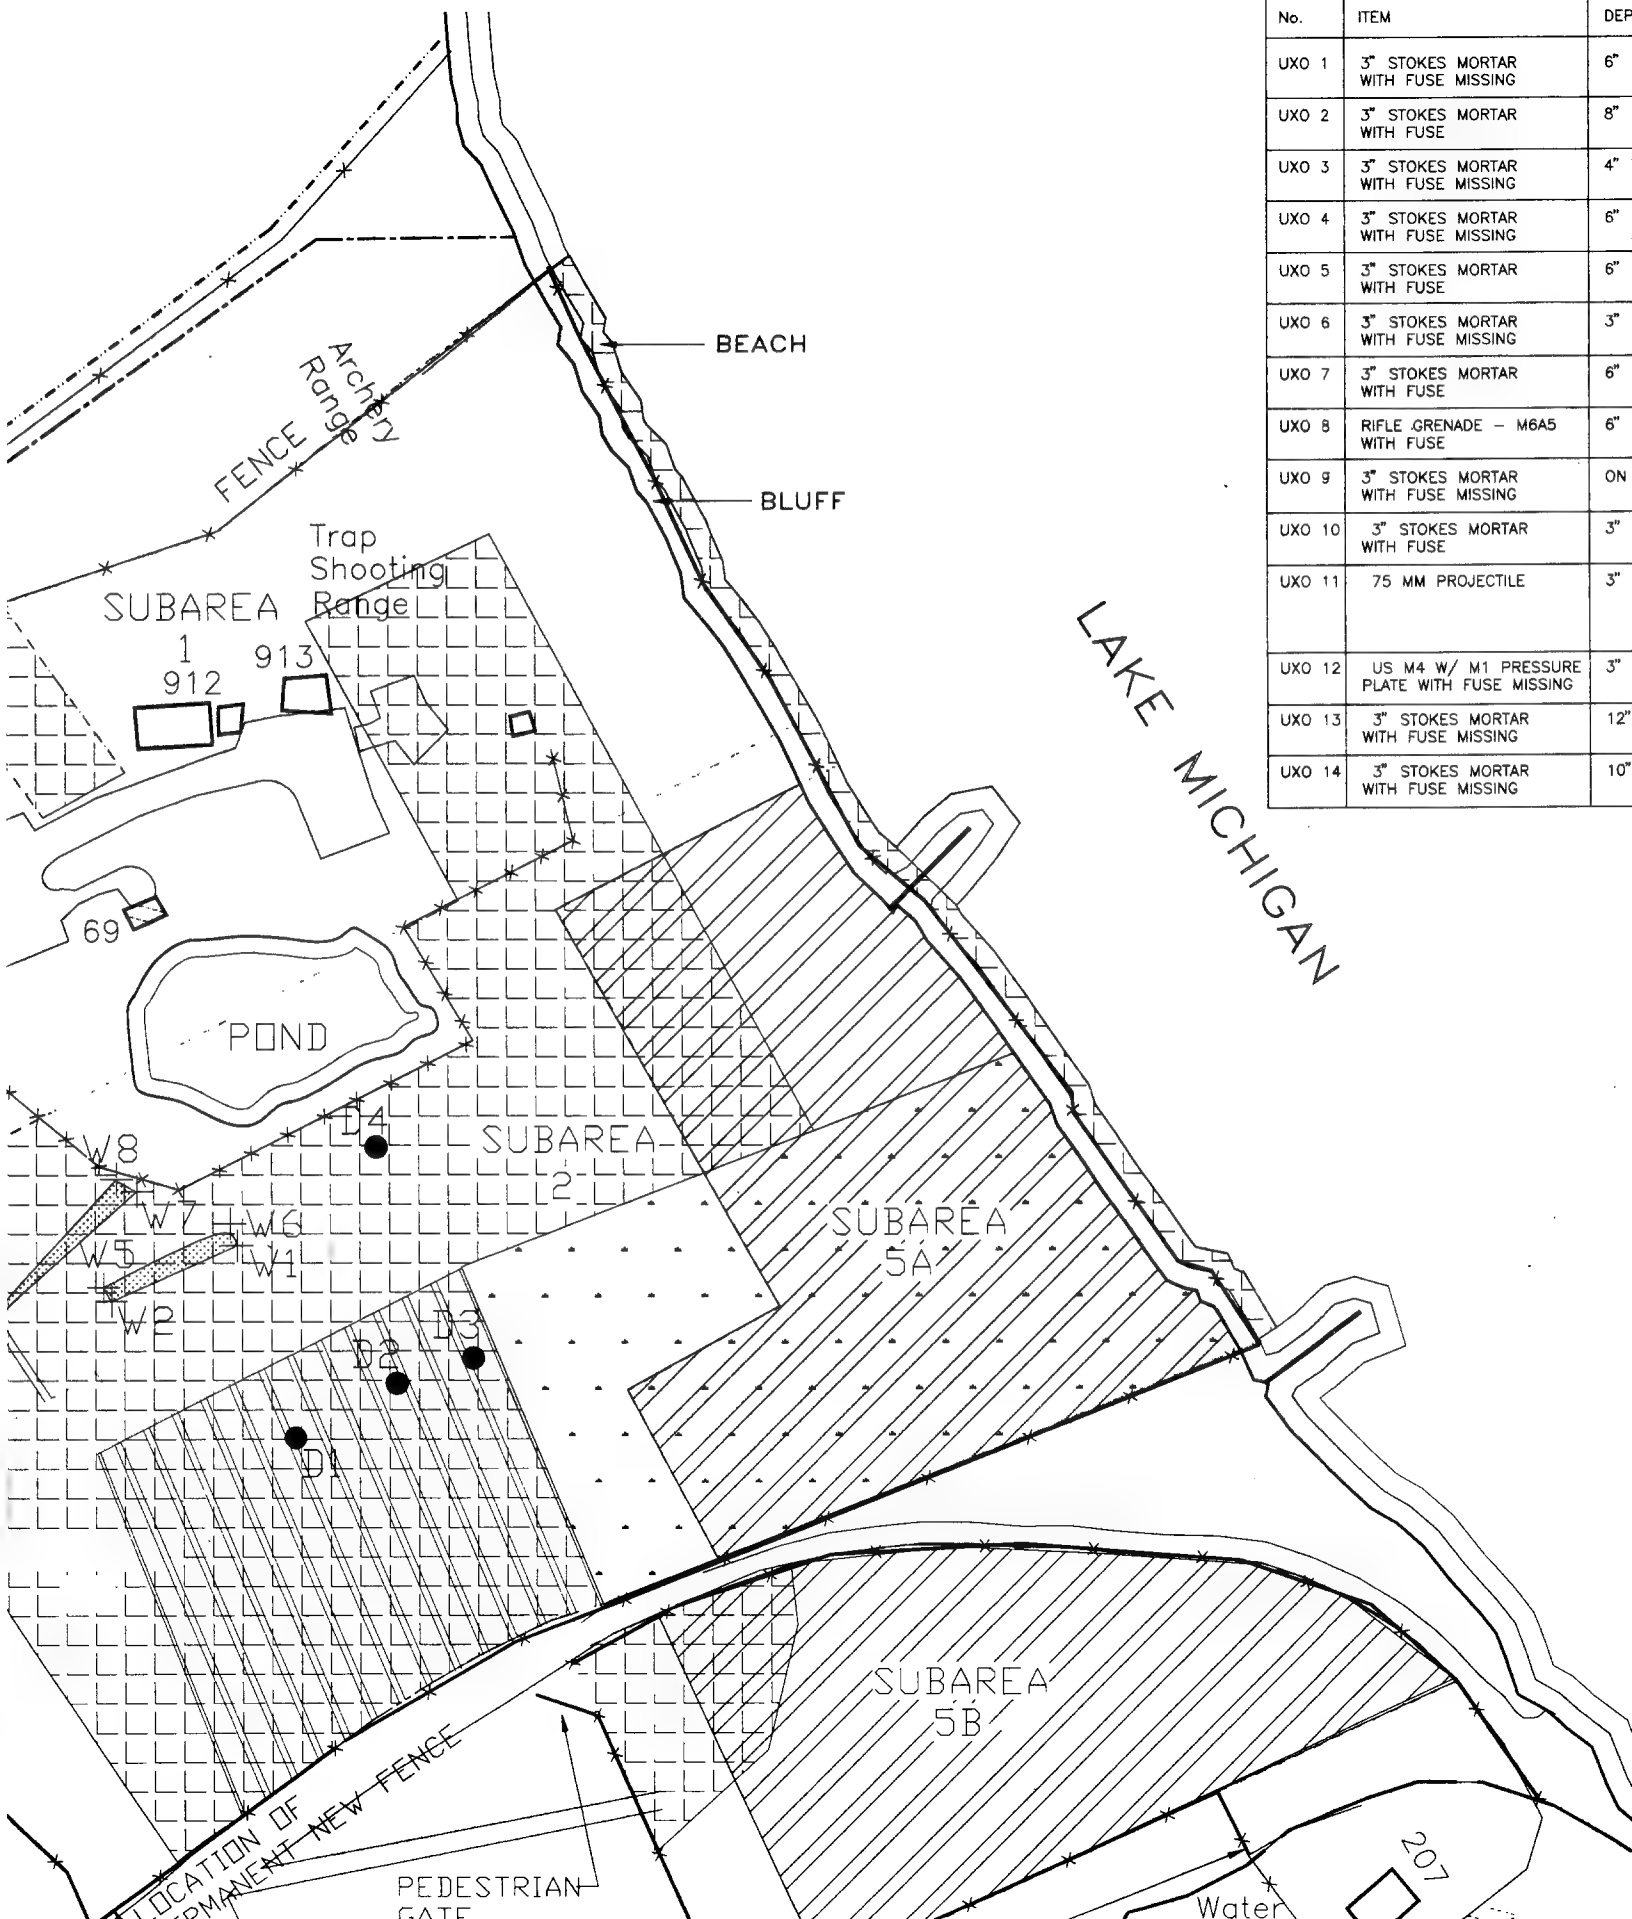 No. ITEM DEP
UXO 1 3" STOKES MORTAR 6"
WITH FUSE MISSING
UXO 2 3" STOKES MORTAR 8"
WITH FUSE
UXO 3 3" STOKES MORTAR 4"
WITH FUSE MISSING
UXO 4 3" STOKES MORTAR 6"
WITH FUSE MISSING
UXO 5 3" STOKES MORTAR 6"
WITH FUSE
UXO 6 3" STOKES MORTAR 3"
WITH FUSE MISSING
UXO 7 3" STOKES MORTAR 6"
WITH FUSE
UXO 8 RIFLE GRENADE - M6A5 6"
WITH FUSE
UXO 9 3" STOKES MORTAR ON
WITH FUSE MISSING
UXO 10 3" STOKES MORTAR 3"
WITH FUSE
UXO 11 75 MM PROJECTILE 3"
UXO 12 US M4 W/ M1 PRESSURE 3"
PLATE WITH FUSE MISSING
UXO 13 3" STOKES MORTAR 12"
WITH FUSE MISSING
UXO 14 3" STOKES MORTAR 10"
WITH FUSE MISSING
BEACH
Archery
Range
FENCE
BLUFF
Trap
Shooting
Range
SUBAREA
1
912
913
LAKE MICHIGAN
69
POND
D4
SUBAREA
2
W8
W7
W6
W5
W1
W2
SUBAREA
5A
D3
D2
D1
SUBAREA
5B
LOCATION OF
PERMANENT NEW FENCE
PEDESTRIAN
GATE
207
Water